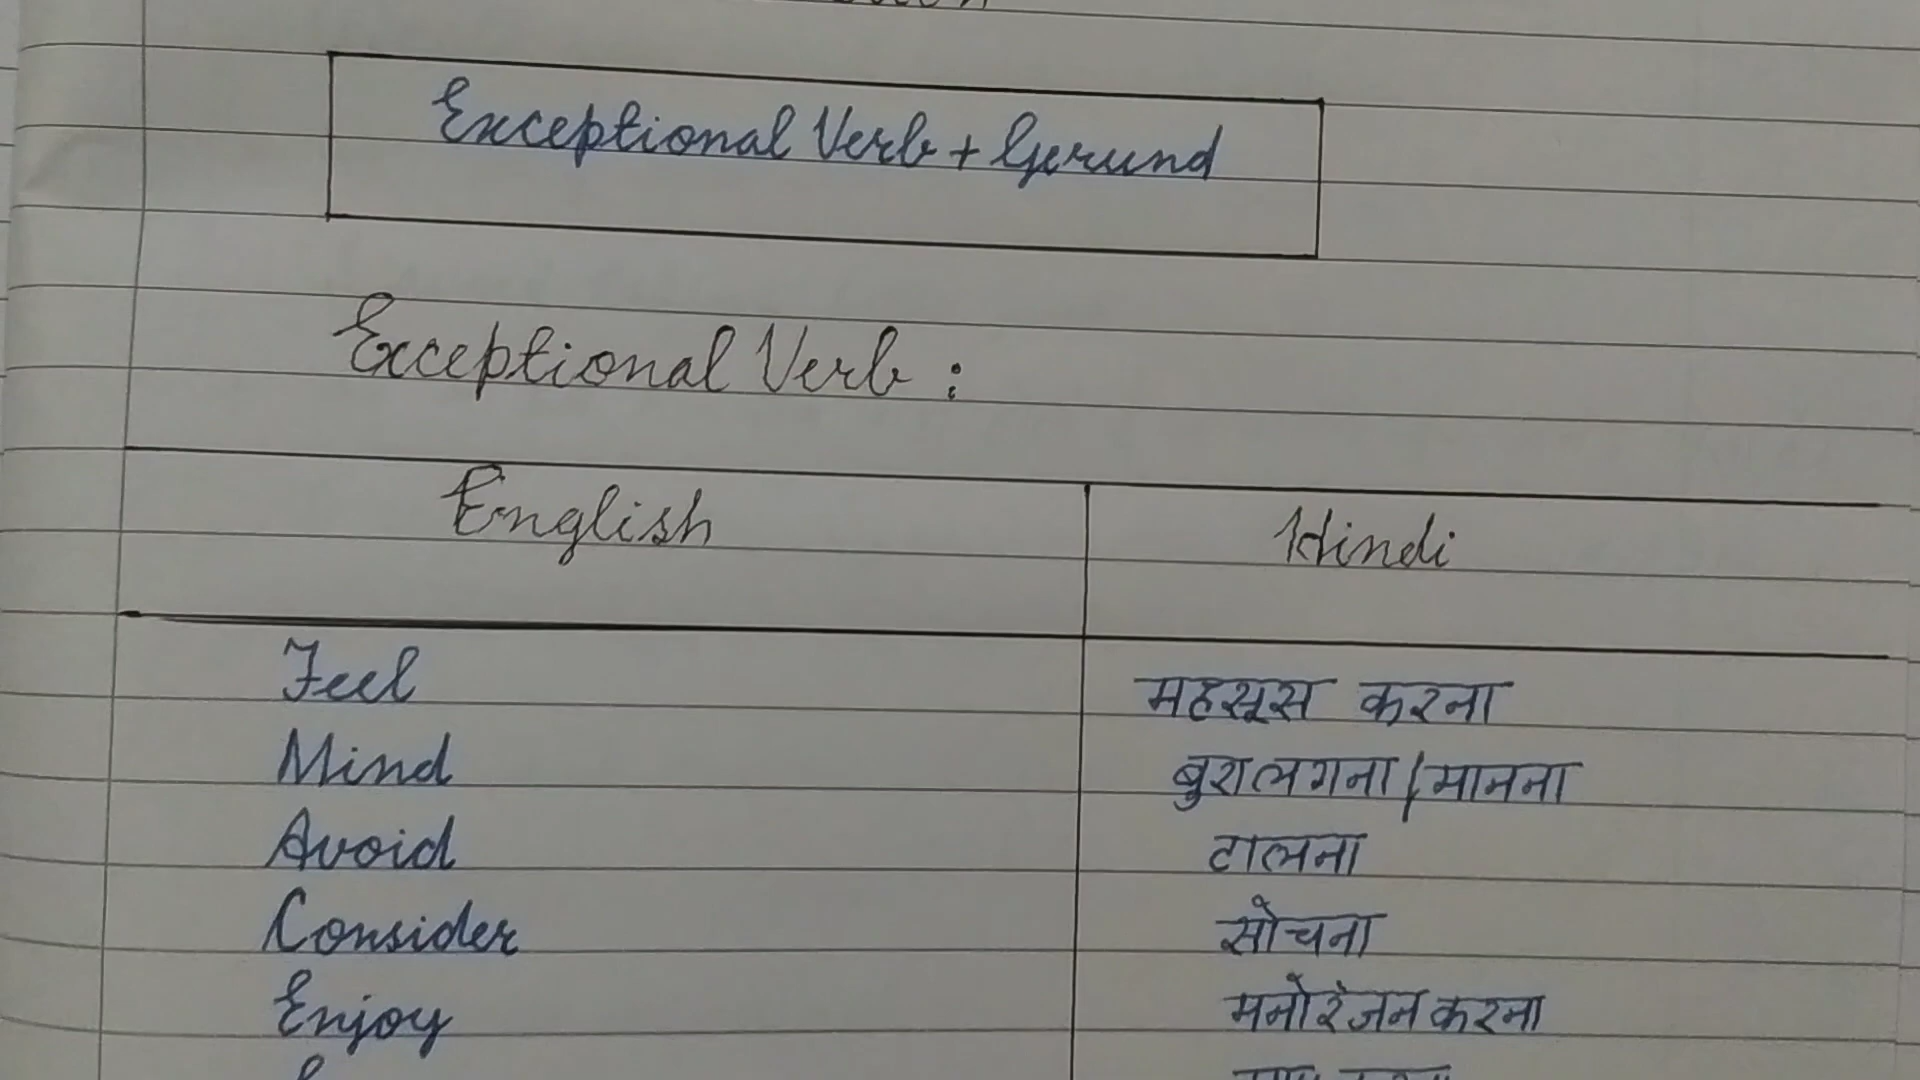 Exceptional Verb + Gerund
Exceptional Verb :
English Hindi
Feel महसूस करना
Mind बुरा लगना / मानना
Avoid टालना
Consider सोचना
Enjoy मनोरंजन करना